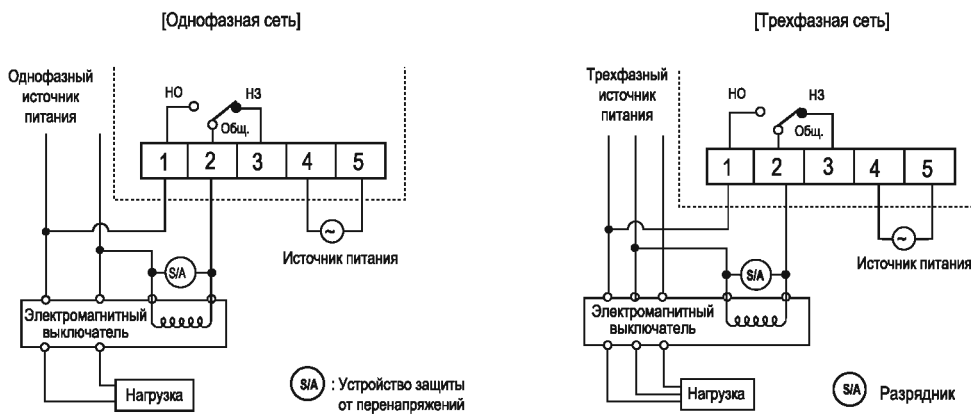 [Однофазная сеть]
Однофазный
источник
питания
НО
НЗ
Общ.
1 2 3 4 5
S/A
Источник питания
Электромагнитный
выключатель
Нагрузка
S/A : Устройство защиты
от перенапряжений
[Трехфазная сеть]
Трехфазный
источник
питания
НО
НЗ
Общ.
1 2 3 4 5
S/A
Источник питания
Электромагнитный
выключатель
Нагрузка
S/A Разрядник